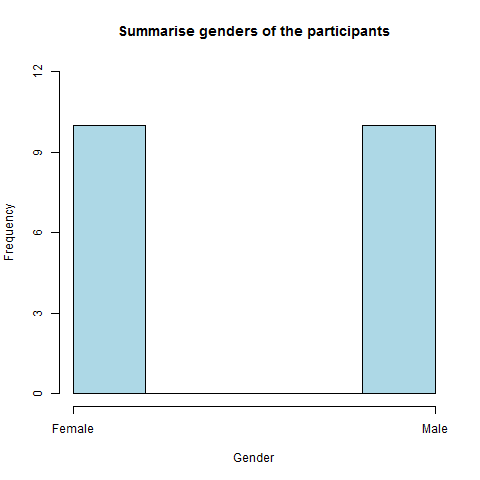 Summarise genders of the participants
12
9
6
3
0
Frequency
Female
Male
Gender